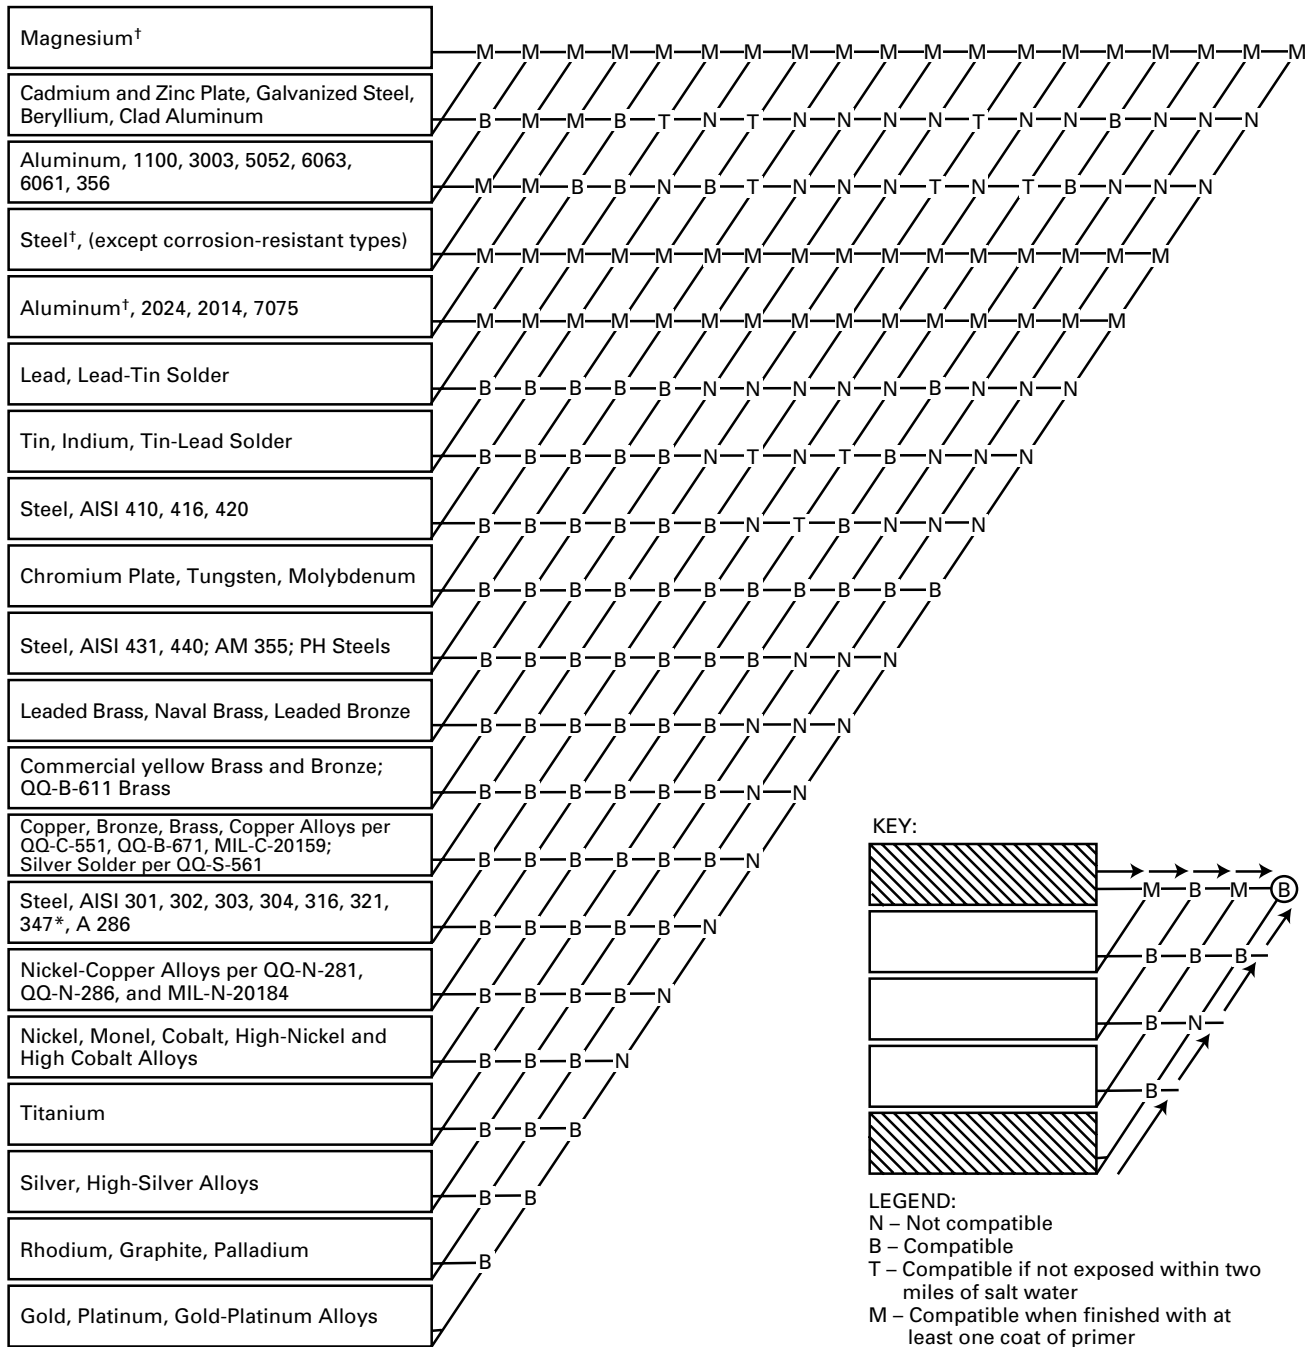 Magnesium†
M M M M M M M M M M M M M M M M M M M
Cadmium and Zinc Plate, Galvanized Steel,
Beryllium, Clad Aluminum
B M M B T N T N N N N T N N B N N N
Aluminum, 1100, 3003, 5052, 6063,
6061, 356
M M B B N B T N N N T N T B N N N
Steel†, (except corrosion-resistant types)
M M M M M M M M M M M M M M M M
Aluminum†, 2024, 2014, 7075
M M M M M M M M M M M M M M M
Lead, Lead-Tin Solder
B B B B B N N N N N B N N N
Tin, Indium, Tin-Lead Solder
B B B B B N T N T B N N N
Steel, AISI 410, 416, 420
B B B B B B N T B N N N
Chromium Plate, Tungsten, Molybdenum
B B B B B B B B B B B
Steel, AISI 431, 440; AM 355; PH Steels
B B B B B B B N N N
Leaded Brass, Naval Brass, Leaded Bronze
B B B B B B N N N
Commercial yellow Brass and Bronze;
QQ-B-611 Brass
B B B B B B N N
Copper, Bronze, Brass, Copper Alloys per
QQ-C-551, QQ-B-671, MIL-C-20159;
Silver Solder per QQ-S-561
B B B B B B N
Steel, AISI 301, 302, 303, 304, 316, 321,
347*, A 286
B B B B B N
Nickel-Copper Alloys per QQ-N-281,
QQ-N-286, and MIL-N-20184
B B B B N
Nickel, Monel, Cobalt, High-Nickel and
High Cobalt Alloys
B B B N
Titanium
B B B
Silver, High-Silver Alloys
B B
Rhodium, Graphite, Palladium
B
Gold, Platinum, Gold-Platinum Alloys
KEY:
M B M B
B B B
B N
B
LEGEND:
N – Not compatible
B – Compatible
T – Compatible if not exposed within two
miles of salt water
M – Compatible when finished with at
least one coat of primer